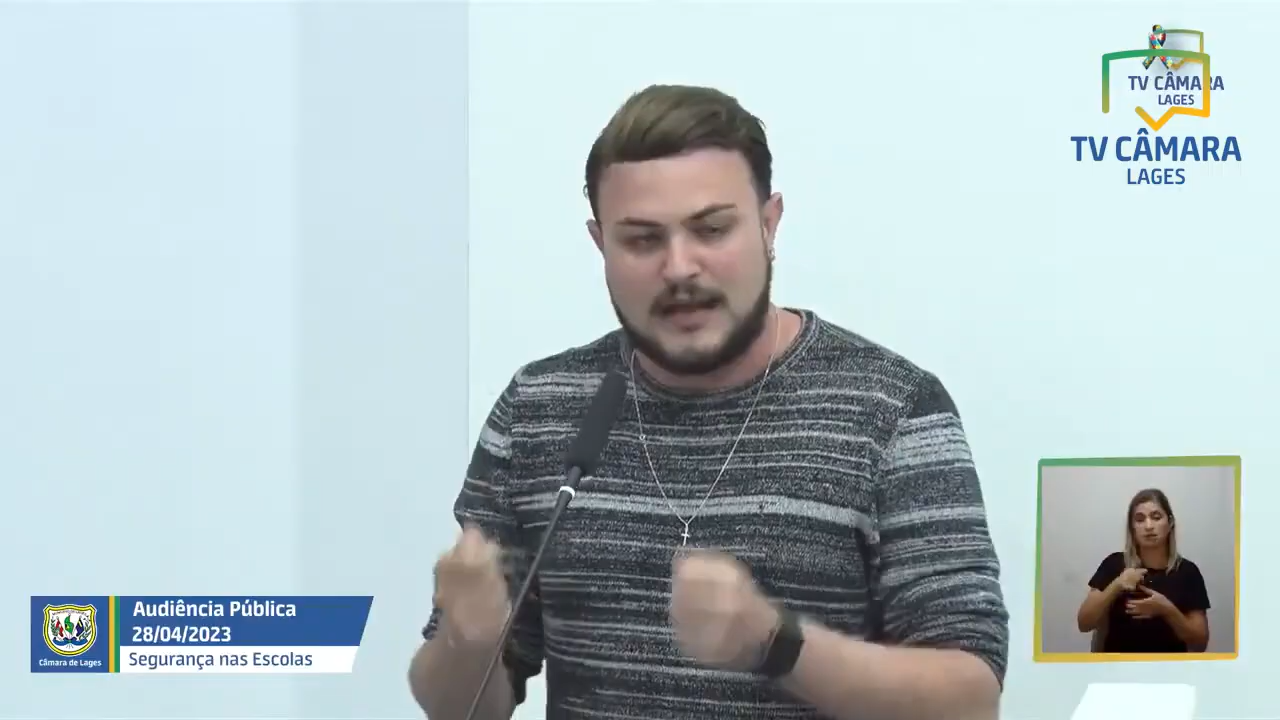 TV CÂMARA
LAGES
TV CÂMARA
LAGES
Audiência Pública
28/04/2023
Segurança nas Escolas
Câmara de Lages